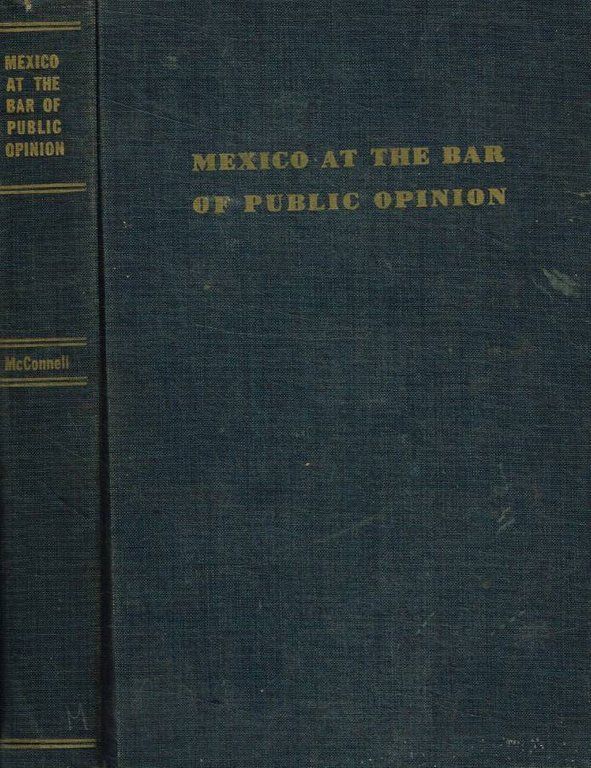 MEXICO
AT THE
BAR OF
PUBLIC
OPINION
McConnell
M
MEXICO AT THE BAR
OF PUBLIC OPINION